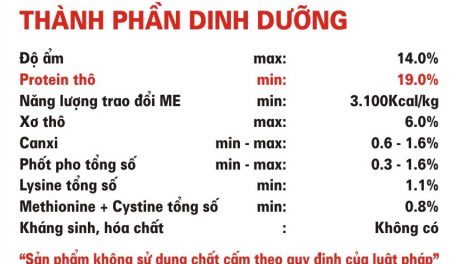 THÀNH PHẦN DINH DƯỠNG
Độ ẩm max: 14.0%
Protein thô min: 19.0%
Năng lượng trao đổi ME min: 3.100Kcal/kg
Xơ thô max: 6.0%
Canxi min - max: 0.6 - 1.6%
Phốt pho tổng số min - max: 0.3 - 1.6%
Lysine tổng số min: 1.1%
Methionine + Cystine tổng số min: 0.8%
Kháng sinh, hóa chất : Không có
“Sản phẩm không sử dụng chất cấm theo quy định của luật pháp”